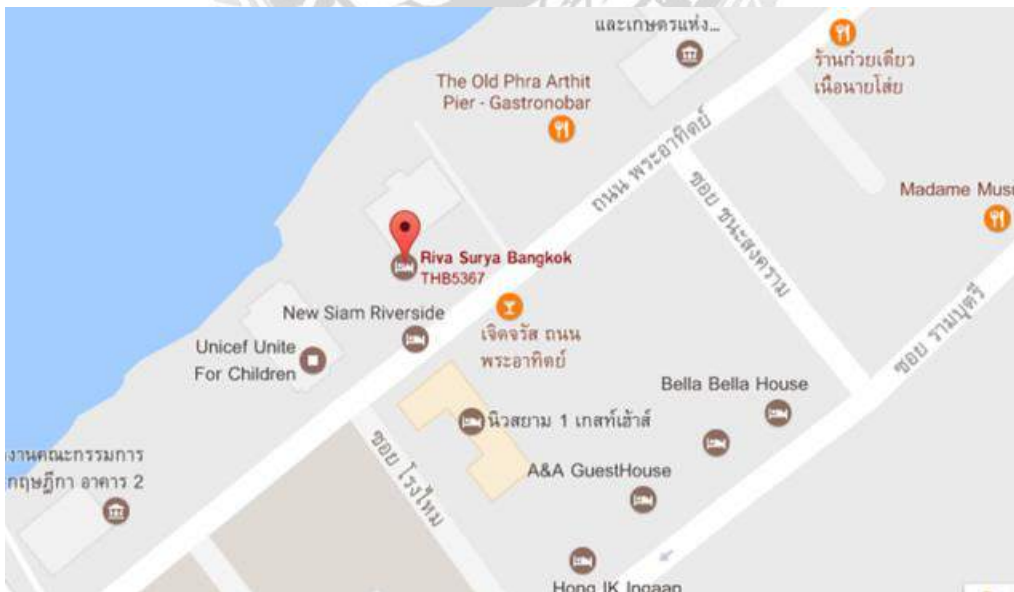 และเกษตรแห่ง...
ร้านก๋วยเตี๋ยว
เนื้อนายโส่ย
The Old Phra Arthit
Pier - Gastronobar
ถนน พระอาทิตย์
ซอย ชนะสงคราม
Madame Mus
Riva Surya Bangkok
THB5367
New Siam Riverside
เจิดจรัส ถนน
พระอาทิตย์
Unicef Unite
For Children
ซอย รามบุตรี
Bella Bella House
นิวสยาม 1 เกสท์เฮ้าส์
ซอย โรงไหม
A&A GuestHouse
งานคณะกรรมการ
กฤษฎีกา อาคาร 2
Hong IK Ingaan